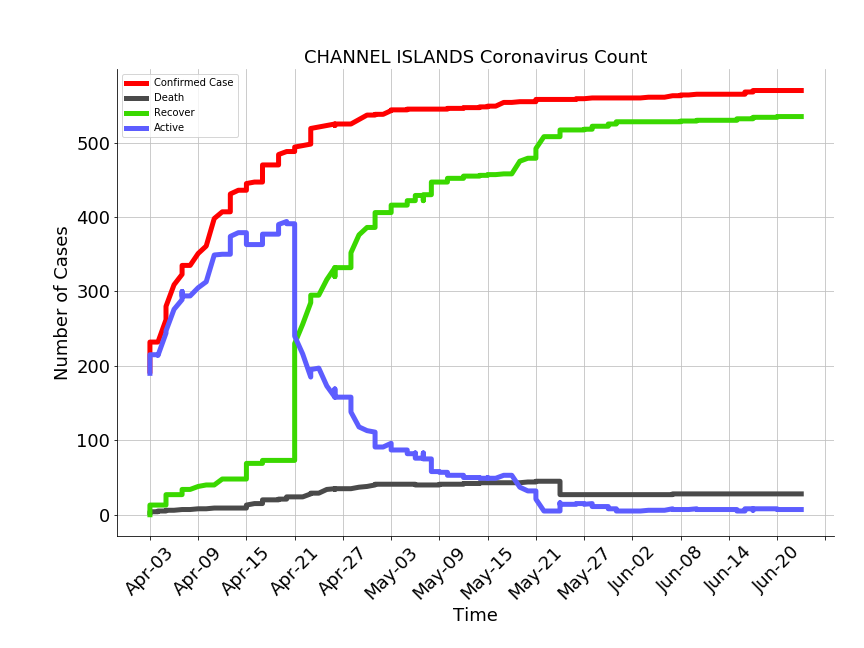 CHANNEL ISLANDS Coronavirus Count
Confirmed Case
Death
Recover
Active
Number of Cases
500
400
300
200
100
0
Apr-03 Apr-09 Apr-15 Apr-21 Apr-27 May-03 May-09 May-15 May-21 May-27 Jun-02 Jun-08 Jun-14 Jun-20
Time